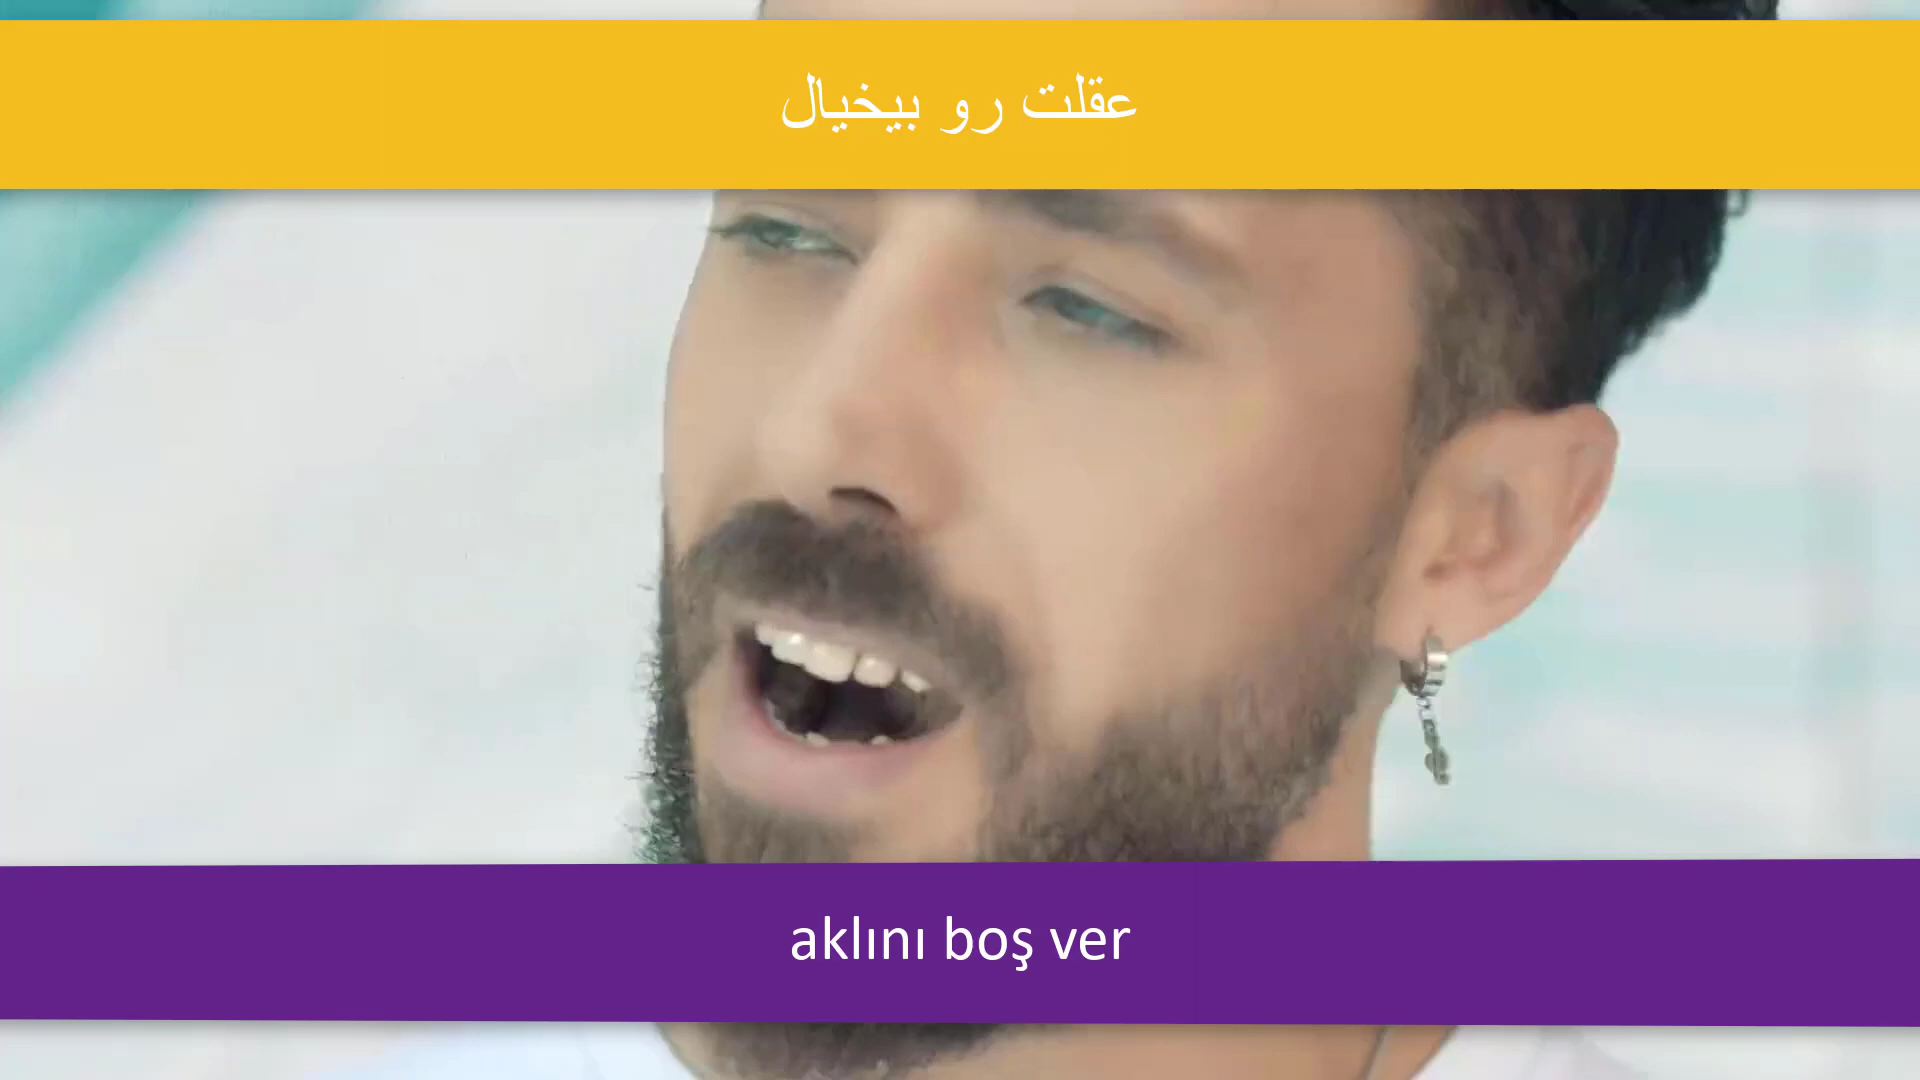 عقلت رو بیخیال
aklını boş ver